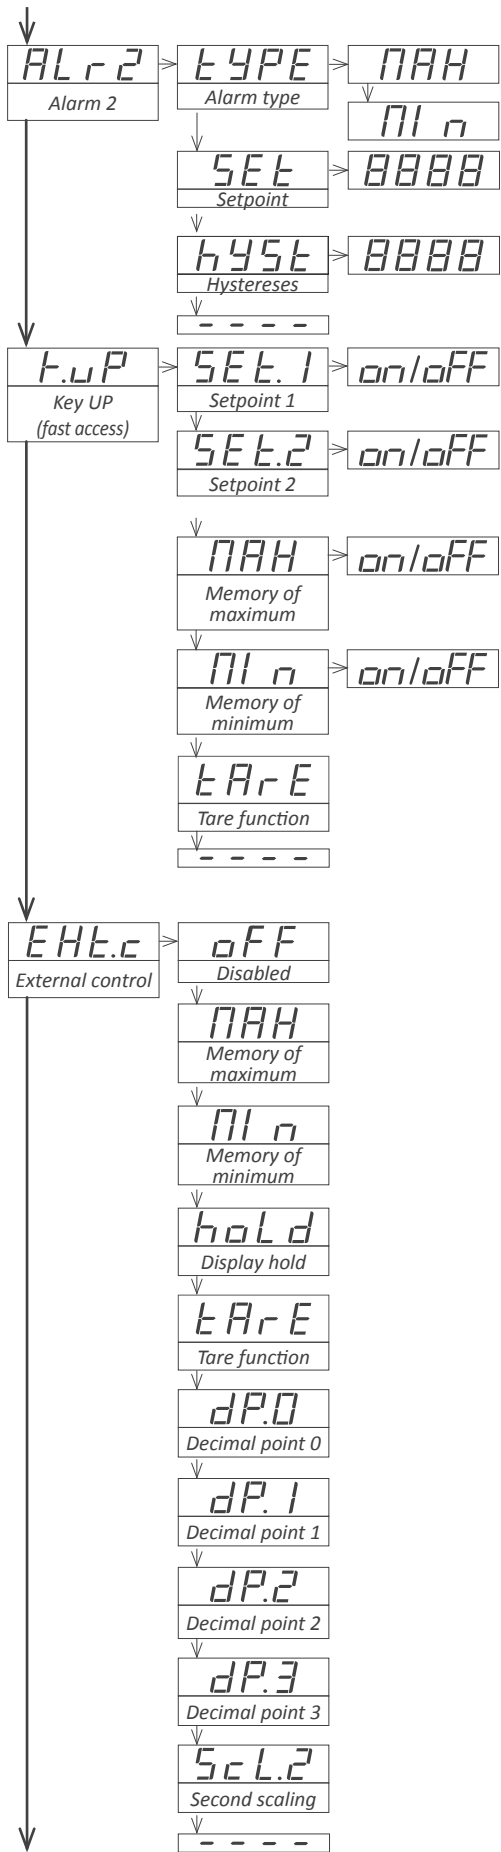 ALr2 tYPE MAH
Alarm 2 Alarm type
MIn
SEt 8888
Setpoint
hYSt 8888
Hystereses
- - - -
k.uP SEt.1 on/oFF
Key UP Setpoint 1
(fast access)
SEt.2 on/oFF
Setpoint 2
MAH on/oFF
Memory of
maximum
MIn on/oFF
Memory of
minimum
tArE
Tare function
- - - -
EHt.c oFF
External control Disabled
MAH
Memory of
maximum
MIn
Memory of
minimum
hoLd
Display hold
tArE
Tare function
dP.0
Decimal point 0
dP.1
Decimal point 1
dP.2
Decimal point 2
dP.3
Decimal point 3
ScL.2
Second scaling
- - - -